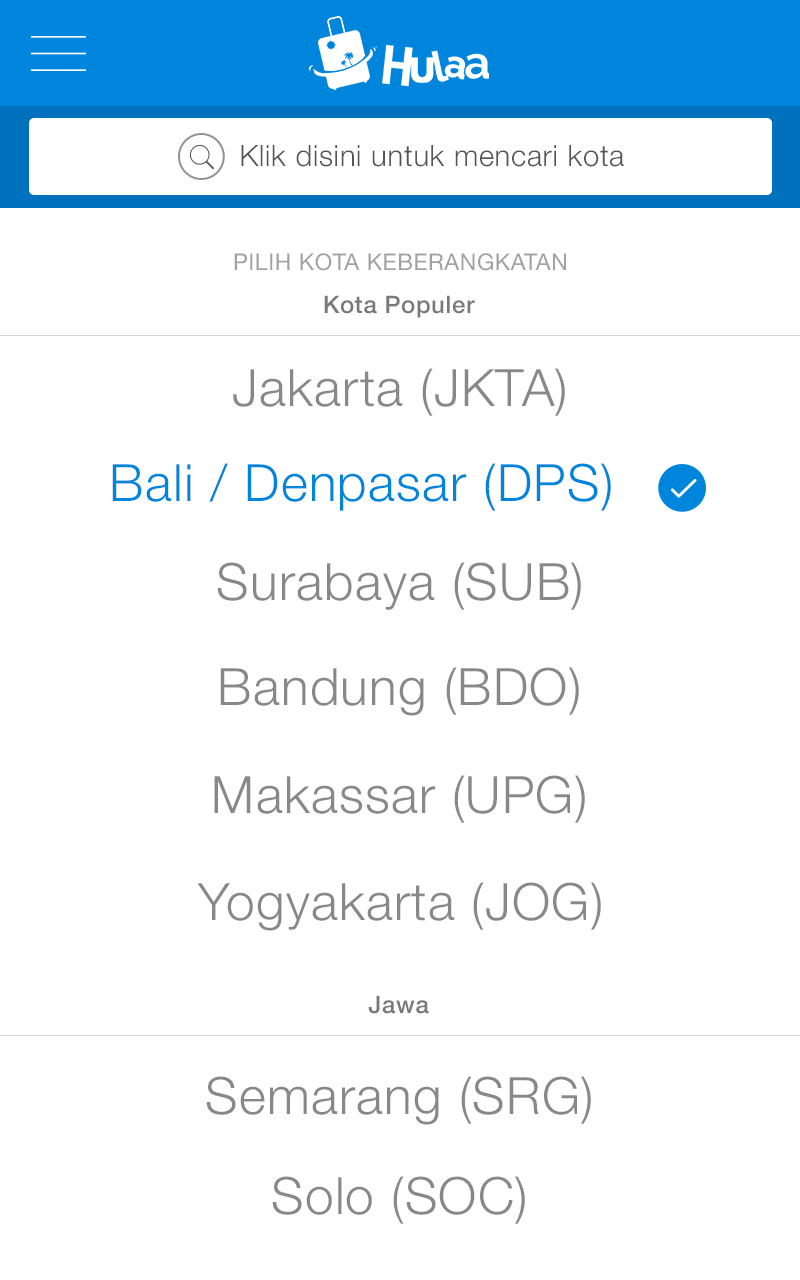 Hulaa
Klik disini untuk mencari kota
PILIH KOTA KEBERANGKATAN
Kota Populer
Jakarta (JKTA)
Bali / Denpasar (DPS)
Surabaya (SUB)
Bandung (BDO)
Makassar (UPG)
Yogyakarta (JOG)
Jawa
Semarang (SRG)
Solo (SOC)